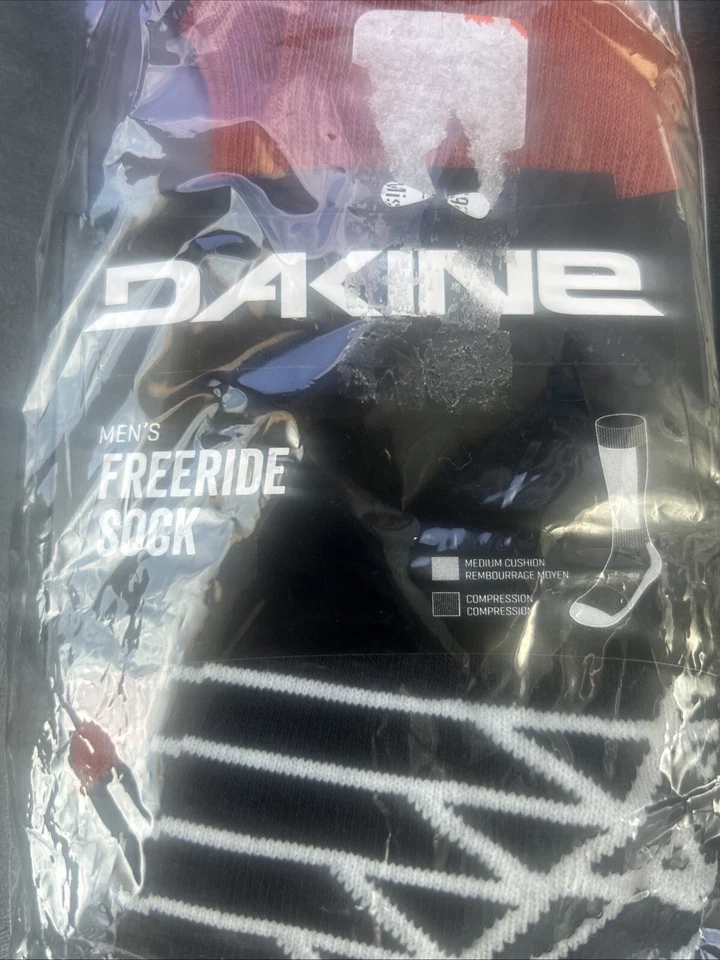 DAKINE
MEN'S
FREERIDE
SOCK
MEDIUM CUSHION
REMBOURRAGE MOYEN
COMPRESSION
COMPRESSION